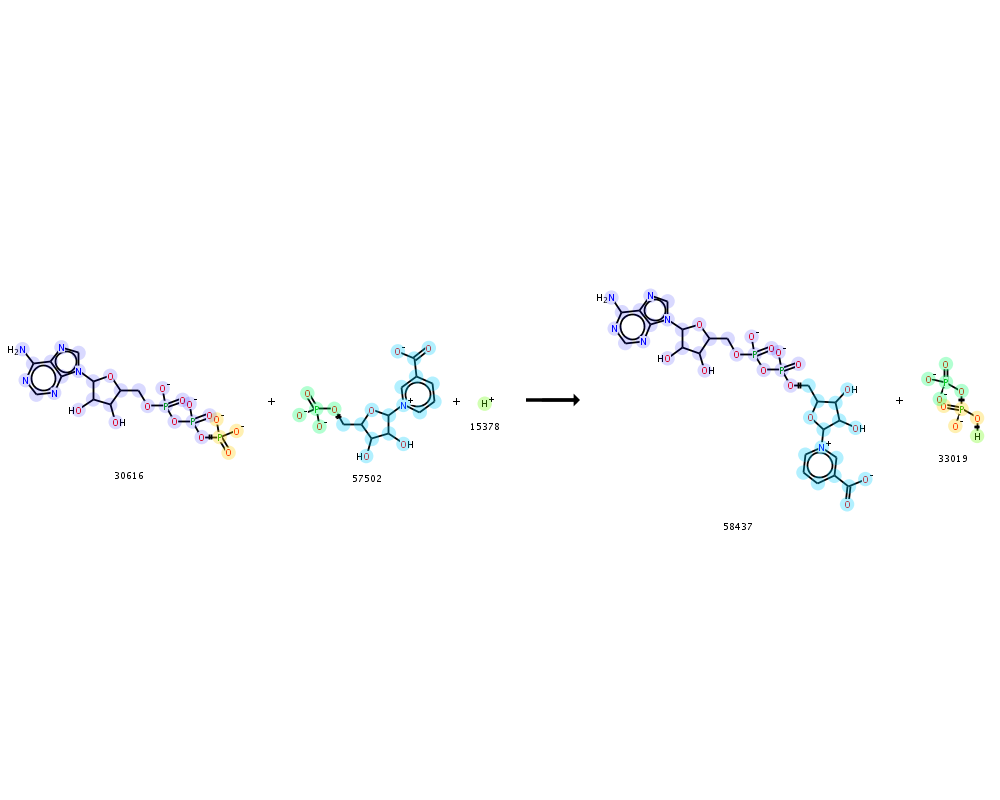 H2N N N N N O HO OH O O⁻ P O O O⁻ P O O O⁻ P O⁻ O
30616
+
O O⁻ P O⁻ O O HO OH N⁺ O⁻ O
57502
+
H⁺
15378
H2N N N N N O HO OH O O⁻ P O O O⁻ P O O O OH OH N⁺ O⁻ O
58437
+
O O⁻ P O⁻ O O P O⁻ O H
33019